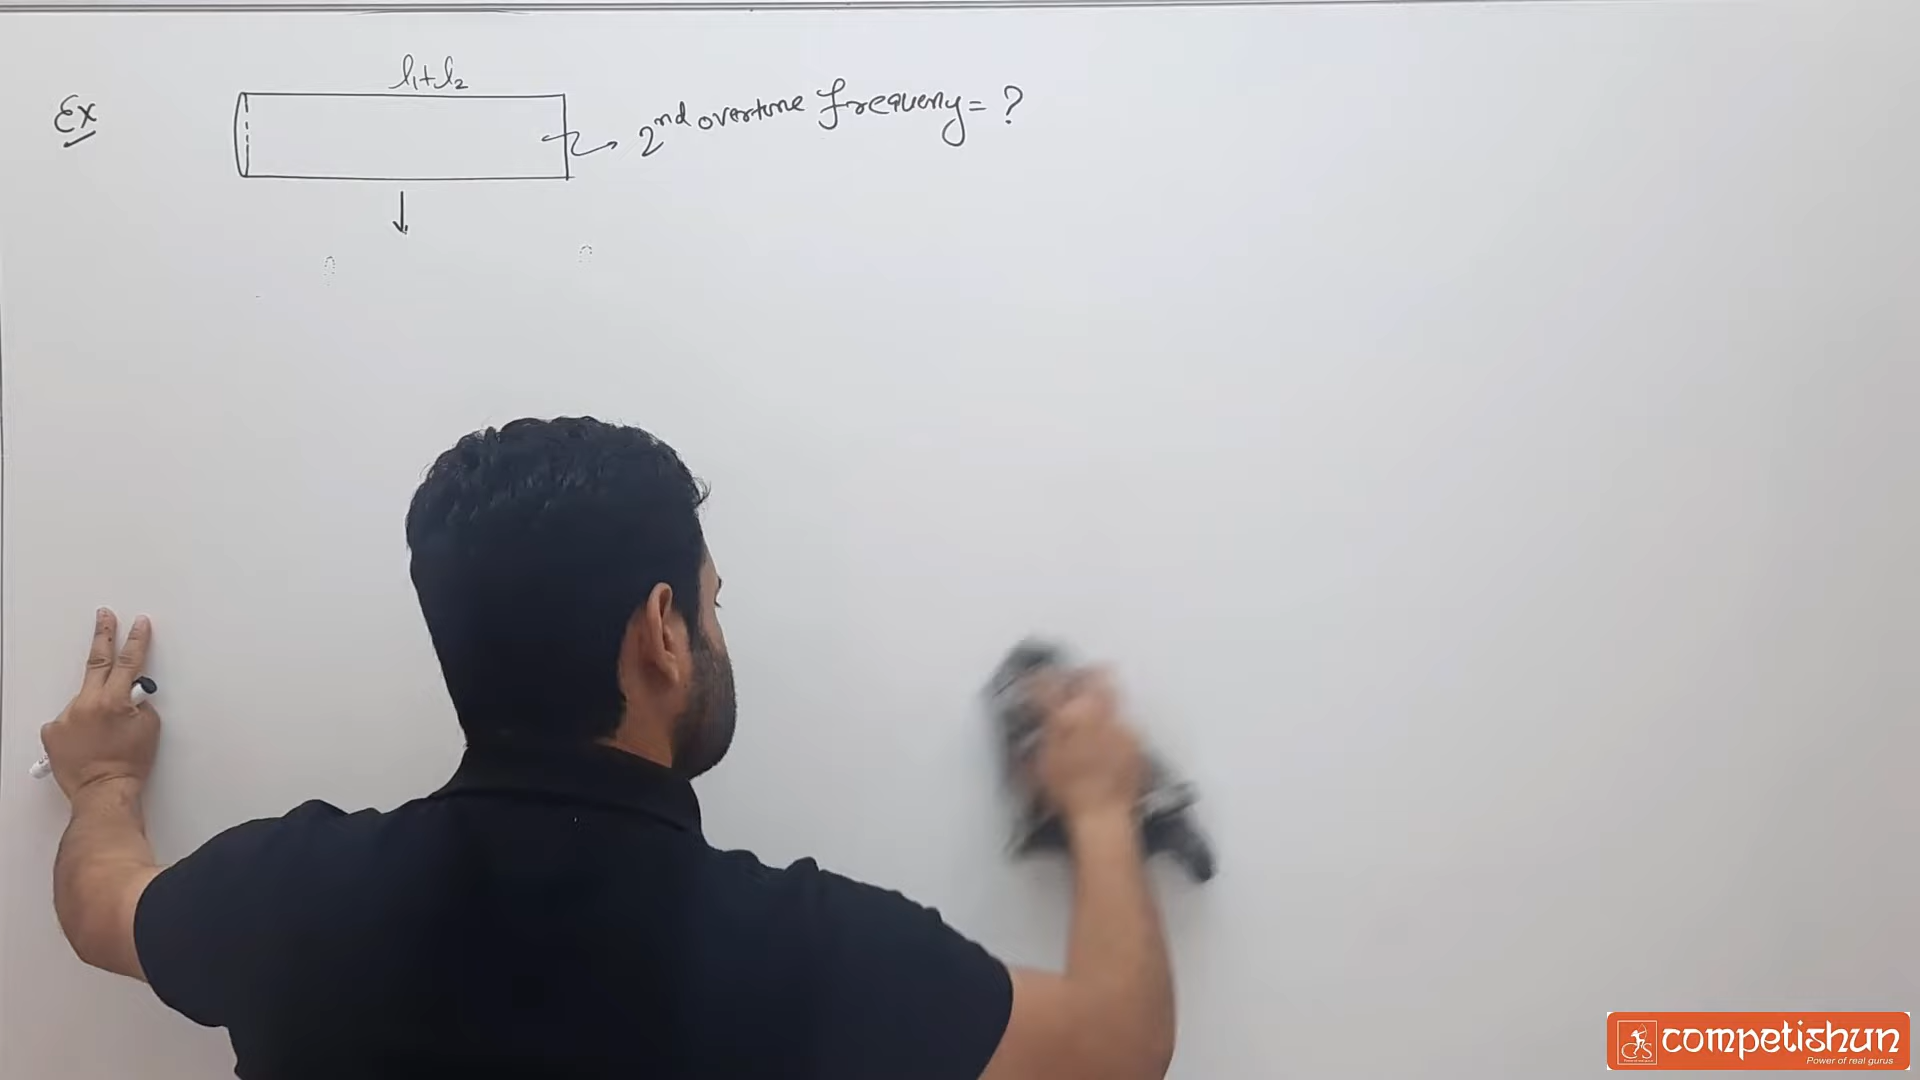 l₁+l₂
Ex
2nd overtone frequency = ?
competishun
Power of real gurus